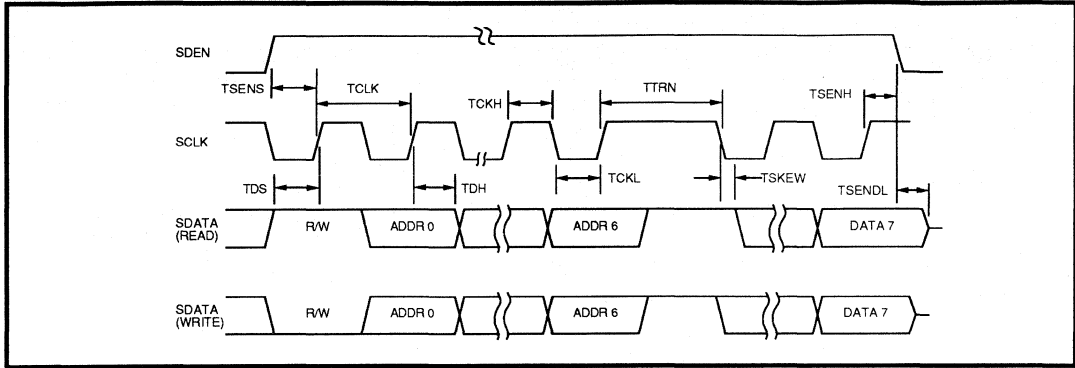 SDEN
TSENS
TCLK
TCKH
TTRN
TSENH
SCLK
TDS
TDH
TCKL
TSKEW
TSENDL
SDATA
(READ)
R/W
ADDR 0
ADDR 6
DATA 7
SDATA
(WRITE)
R/W
ADDR 0
ADDR 6
DATA 7